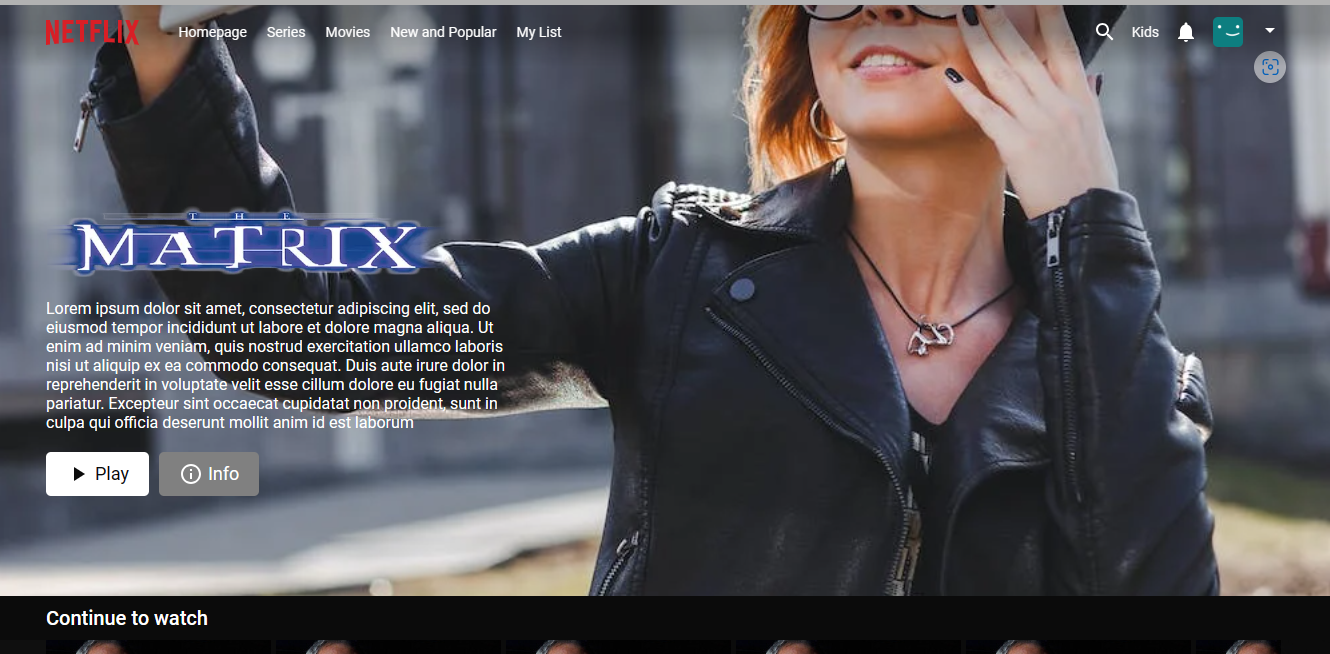 NETFLIX Homepage Series Movies New and Popular My List Kids
THE
MATRIX
Lorem ipsum dolor sit amet, consectetur adipiscing elit, sed do
eiusmod tempor incididunt ut labore et dolore magna aliqua. Ut
enim ad minim veniam, quis nostrud exercitation ullamco laboris
nisi ut aliquip ex ea commodo consequat. Duis aute irure dolor in
reprehenderit in voluptate velit esse cillum dolore eu fugiat nulla
pariatur. Excepteur sint occaecat cupidatat non proident, sunt in
culpa qui officia deserunt mollit anim id est laborum
Play Info
Continue to watch